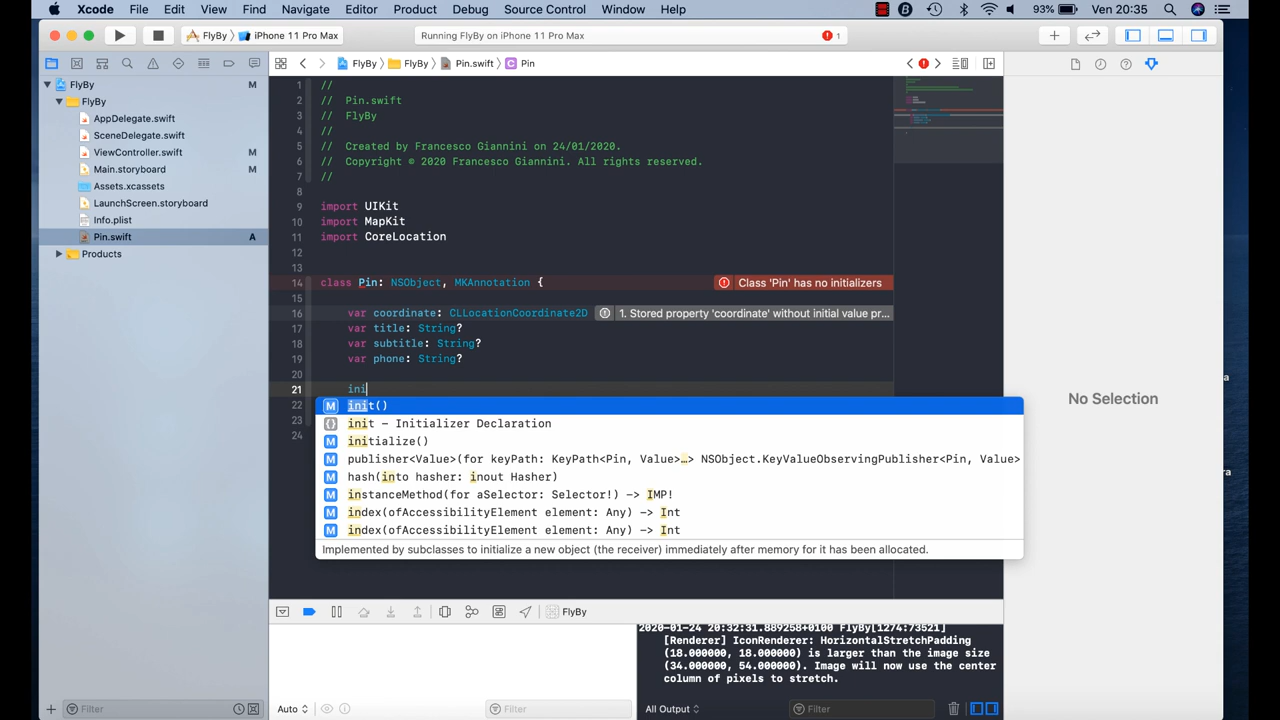 Xcode File Edit View Find Navigate Editor Product Debug Source Control Window Help 93% Ven 20:35
FlyBy iPhone 11 Pro Max Running FlyBy on iPhone 11 Pro Max 1
FlyBy FlyBy Pin.swift Pin
FlyBy M
FlyBy
AppDelegate.swift
SceneDelegate.swift
ViewController.swift M
Main.storyboard M
Assets.xcassets
LaunchScreen.storyboard
Info.plist
Pin.swift A
Products
1 //
2 // Pin.swift
3 // FlyBy
4 //
5 // Created by Francesco Giannini on 24/01/2020.
6 // Copyright © 2020 Francesco Giannini. All rights reserved.
7 //
8
9 import UIKit
10 import MapKit
11 import CoreLocation
12
13
14 class Pin: NSObject, MKAnnotation { Class 'Pin' has no initializers
15
16 var coordinate: CLLocationCoordinate2D 1. Stored property 'coordinate' without initial value pr...
17 var title: String?
18 var subtitle: String?
19 var phone: String?
20
21 ini
22
23
24
M init()
{} init – Initializer Declaration
M initialize()
M publisher<Value>(for keyPath: KeyPath<Pin, Value>…> NSObject.KeyValueObservingPublisher<Pin, Value>
M hash(into hasher: inout Hasher)
M instanceMethod(for aSelector: Selector!) -> IMP!
M index(ofAccessibilityElement element: Any) -> Int
M index(ofAccessibilityElement element: Any) -> Int
Implemented by subclasses to initialize a new object (the receiver) immediately after memory for it has been allocated.
No Selection
FlyBy
2020-01-24 20:32:31.889258+0100 FlyBy[1274:73521]
[Renderer] IconRenderer: HorizontalStretchPadding
(18.000000, 18.000000) is larger than the image size
(34.000000, 54.000000). Image will now use the center
column of pixels to stretch.
Filter Auto Filter All Output Filter